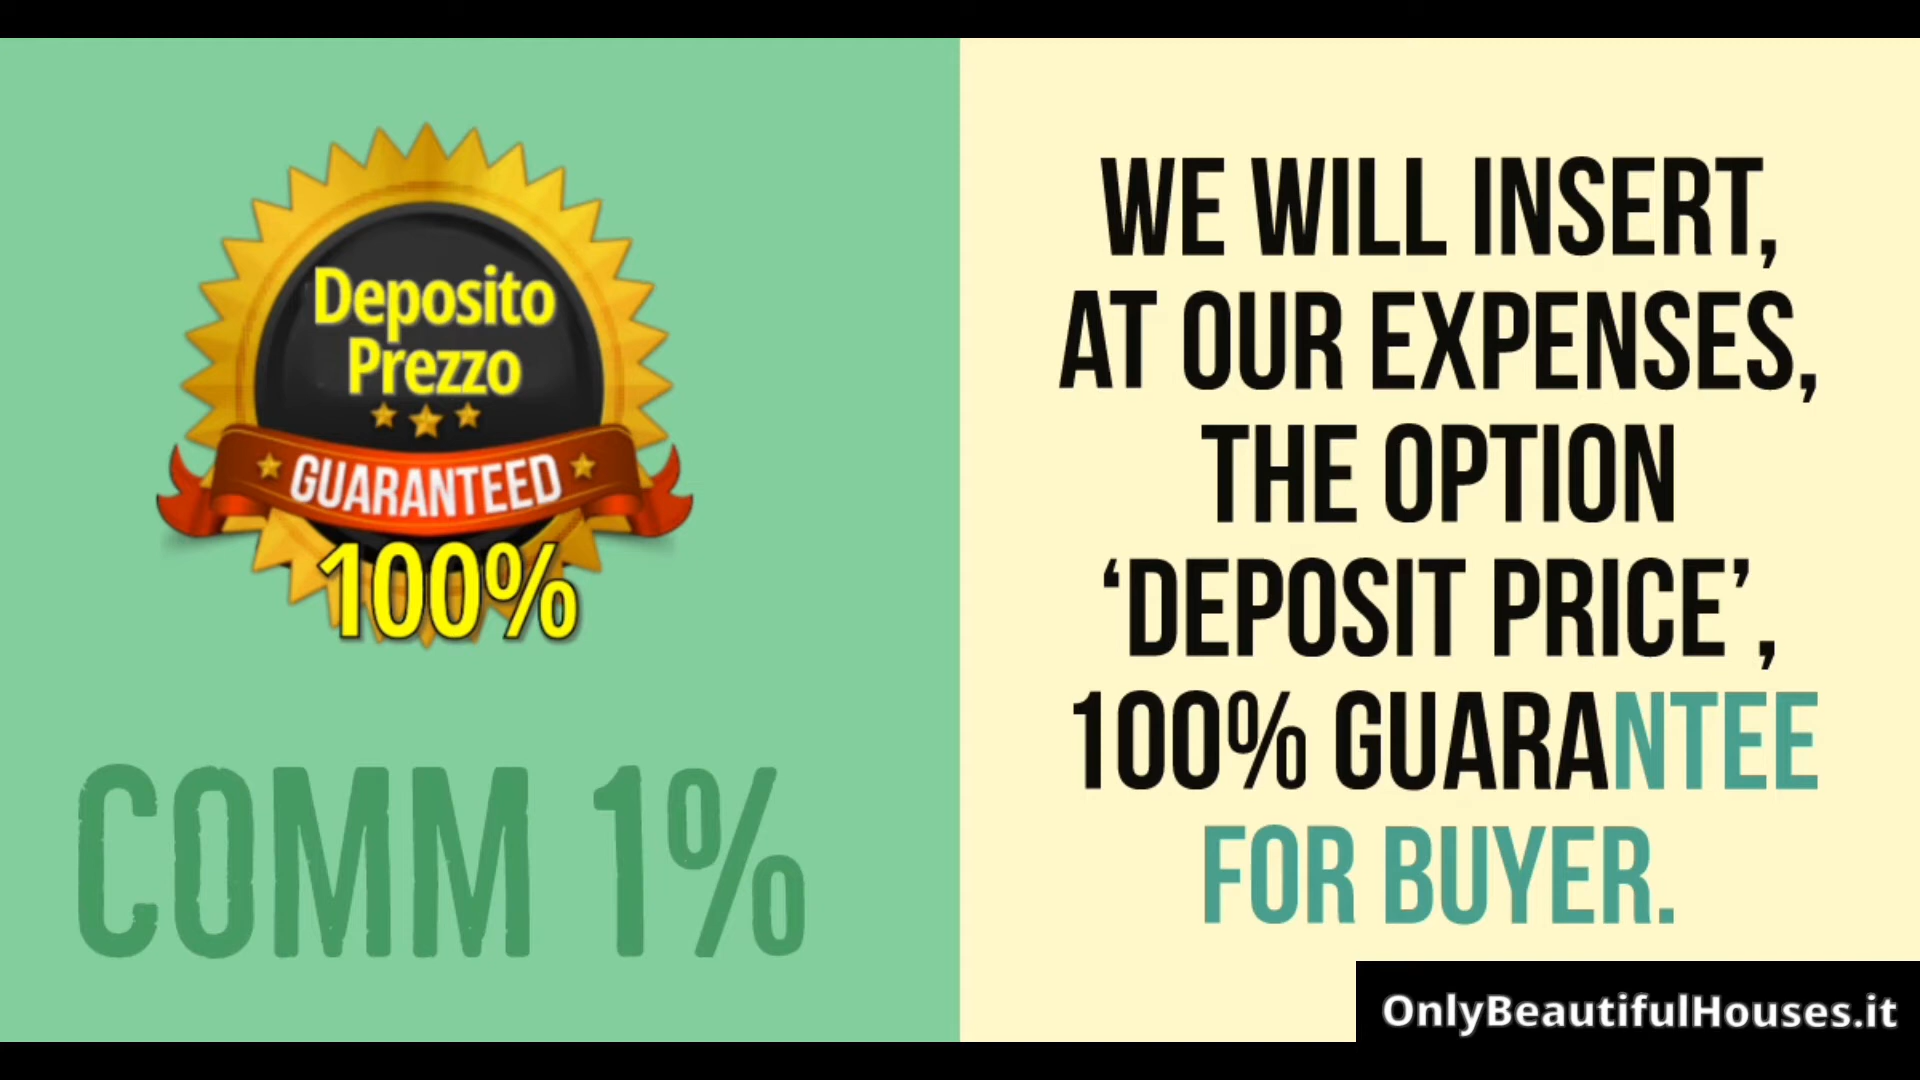 Deposito
Prezzo
GUARANTEED
100%
COMM 1%
WE WILL INSERT,
AT OUR EXPENSES,
THE OPTION
‘DEPOSIT PRICE’,
100% GUARANTEE
FOR BUYER.
OnlyBeautifulHouses.it